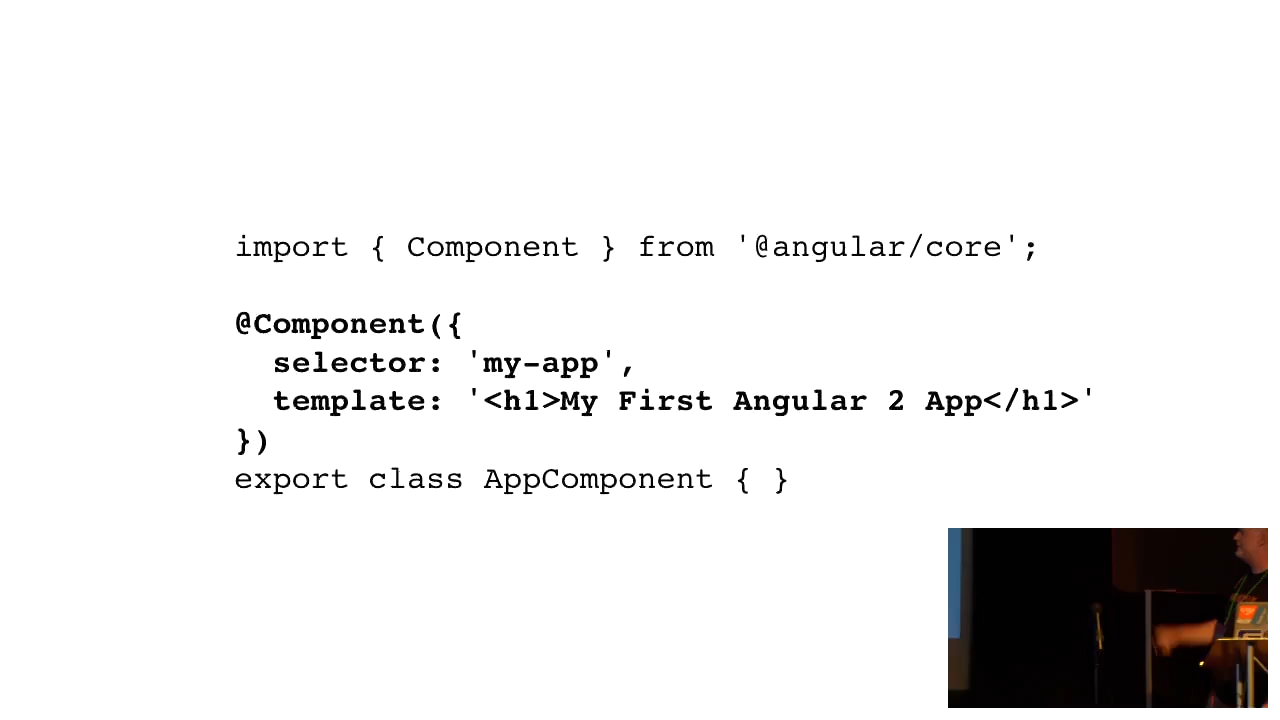 import { Component } from '@angular/core';
@Component({
  selector: 'my-app',
  template: '<h1>My First Angular 2 App</h1>'
})
export class AppComponent { }